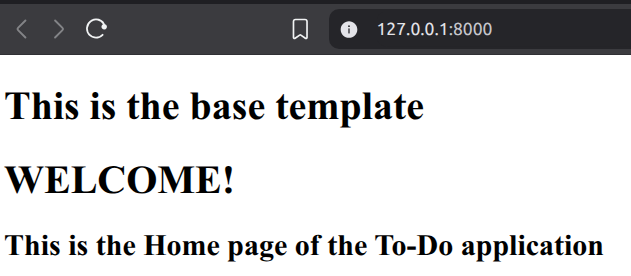 127.0.0.1:8000
This is the base template
WELCOME!
This is the Home page of the To-Do application